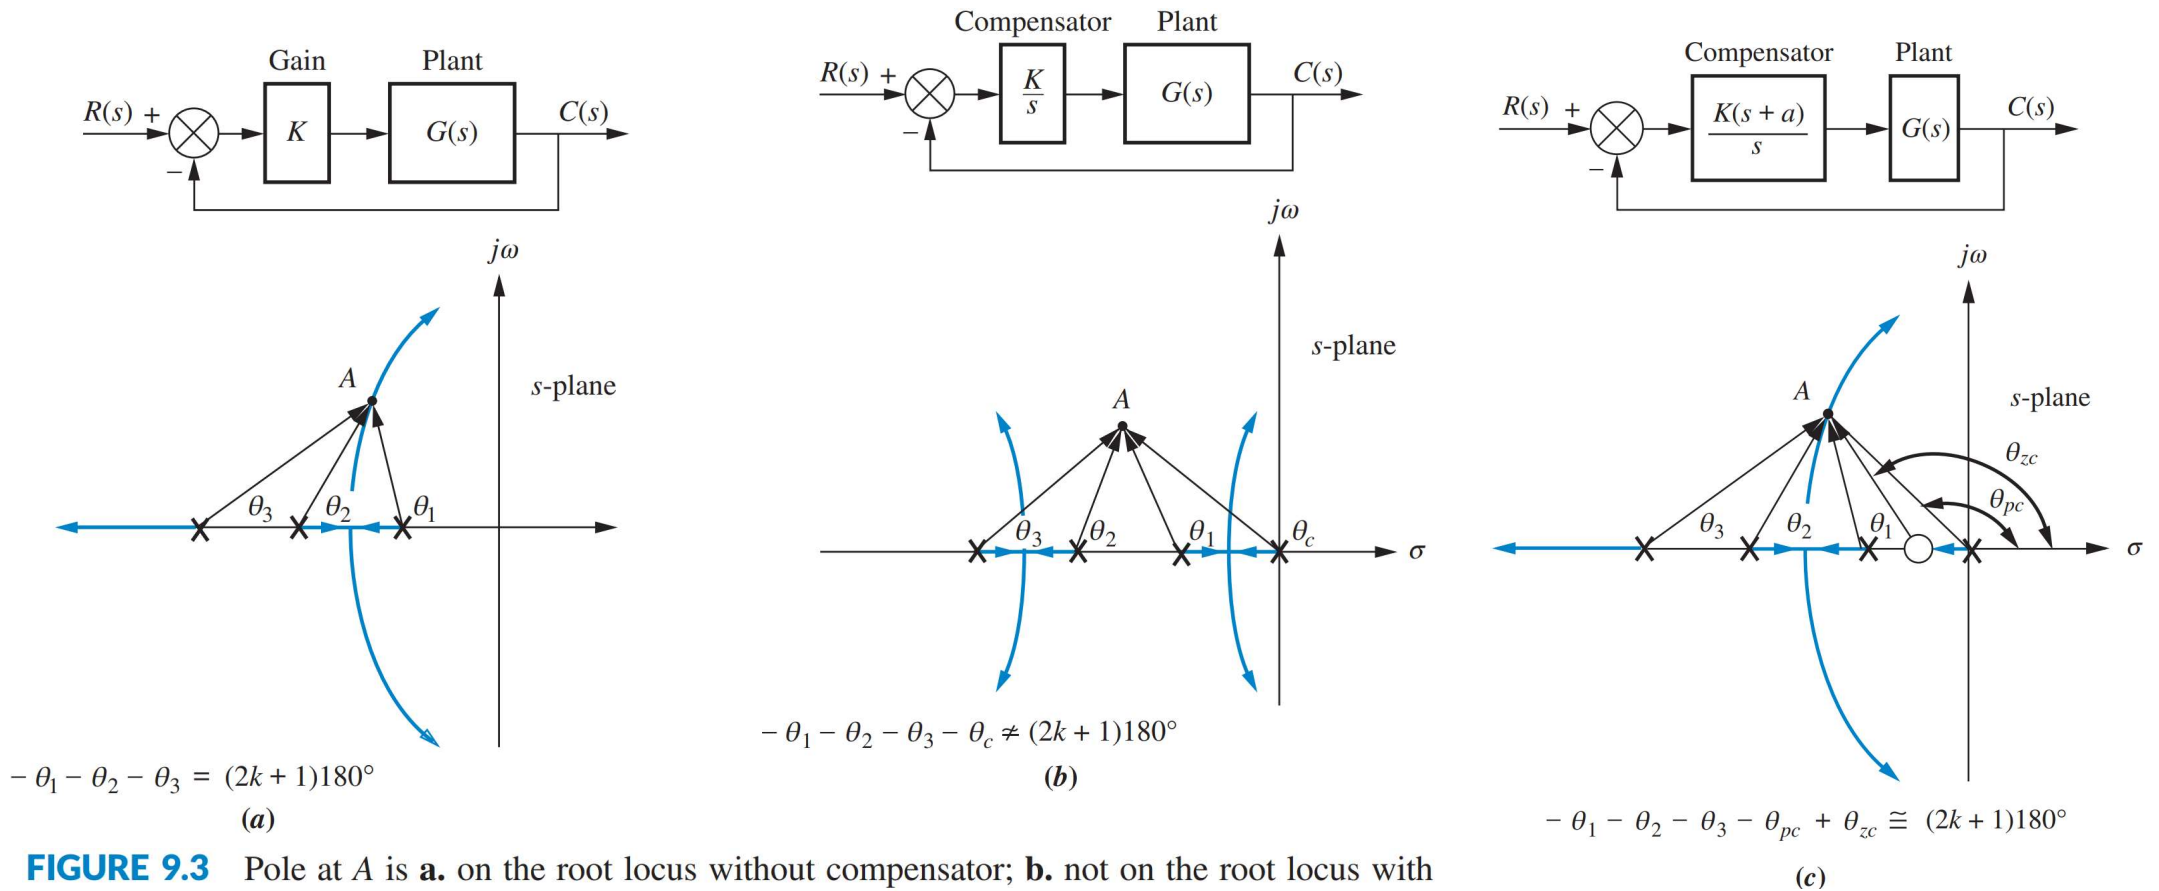 Gain
Plant
R(s) +
−
K
G(s)
C(s)
jω
A
s-plane
θ3
θ2
θ1
− θ1 − θ2 − θ3 = (2k + 1)180°
(a)
Compensator
Plant
R(s) +
−
K
s
G(s)
C(s)
jω
s-plane
A
θ3
θ2
θ1
θc
σ
− θ1 − θ2 − θ3 − θc ≠ (2k + 1)180°
(b)
Compensator
Plant
R(s) +
−
K(s + a)
s
G(s)
C(s)
jω
A
s-plane
θzc
θpc
θ3
θ2
θ1
σ
− θ1 − θ2 − θ3 − θpc + θzc ≅ (2k + 1)180°
(c)
FIGURE 9.3 Pole at A is a. on the root locus without compensator; b. not on the root locus with